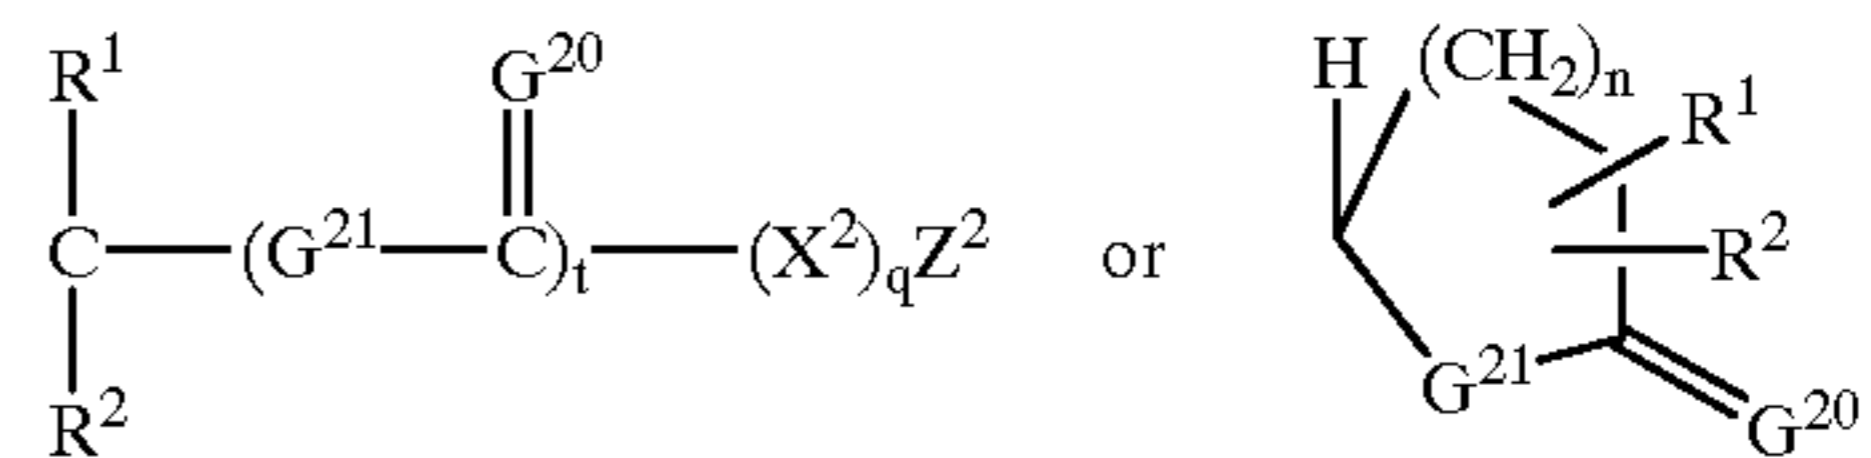 R¹ G²⁰ H (CH₂)ₙ R¹
C (G²¹ C)ₜ (X²)qZ² or R²
R² G²¹ G²⁰